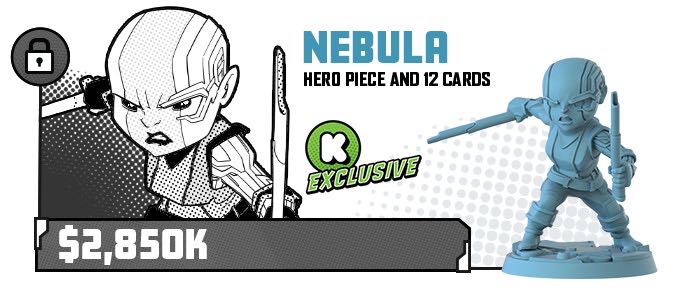 NEBULA
HERO PIECE AND 12 CARDS
K
EXCLUSIVE
$2,850K